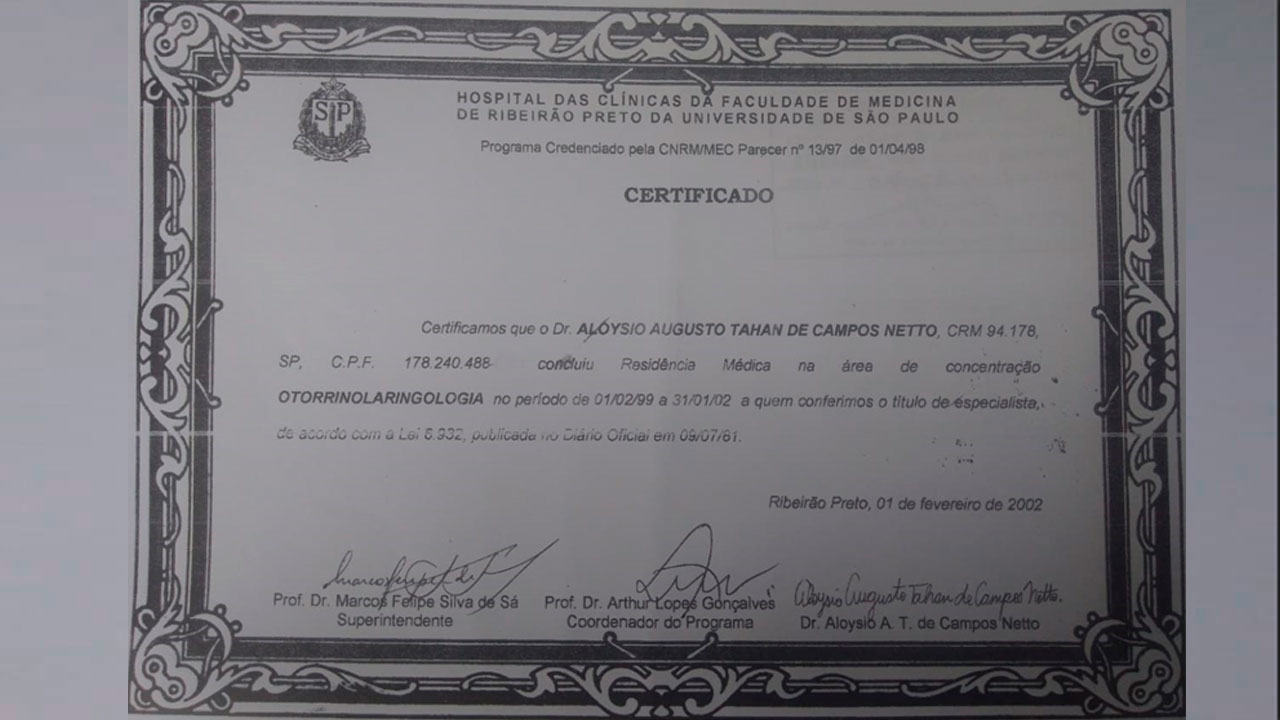 SP
HOSPITAL DAS CLÍNICAS DA FACULDADE DE MEDICINA
DE RIBEIRÃO PRETO DA UNIVERSIDADE DE SÃO PAULO
Programa Credenciado pela CNRM/MEC Parecer nº 13/97 de 01/04/98
CERTIFICADO
Certificamos que o Dr. ALOYSIO AUGUSTO TAHAN DE CAMPOS NETTO, CRM 94.178,
SP, C.P.F. 178.240.488 concluiu Residência Médica na área de concentração
OTORRINOLARINGOLOGIA no período de 01/02/99 a 31/01/02 a quem conferimos o título de especialista,
de acordo com a Lei 6.932, publicada no Diário Oficial em 09/07/81.
Ribeirão Preto, 01 de fevereiro de 2002
Marcos Felipe S. de Sá
Aloysio Augusto Tahan de Campos Netto.
Prof. Dr. Marcos Felipe Silva de Sá
Superintendente
Prof. Dr. Arthur Lopes Gonçalves
Coordenador do Programa
Dr. Aloysio A. T. de Campos Netto